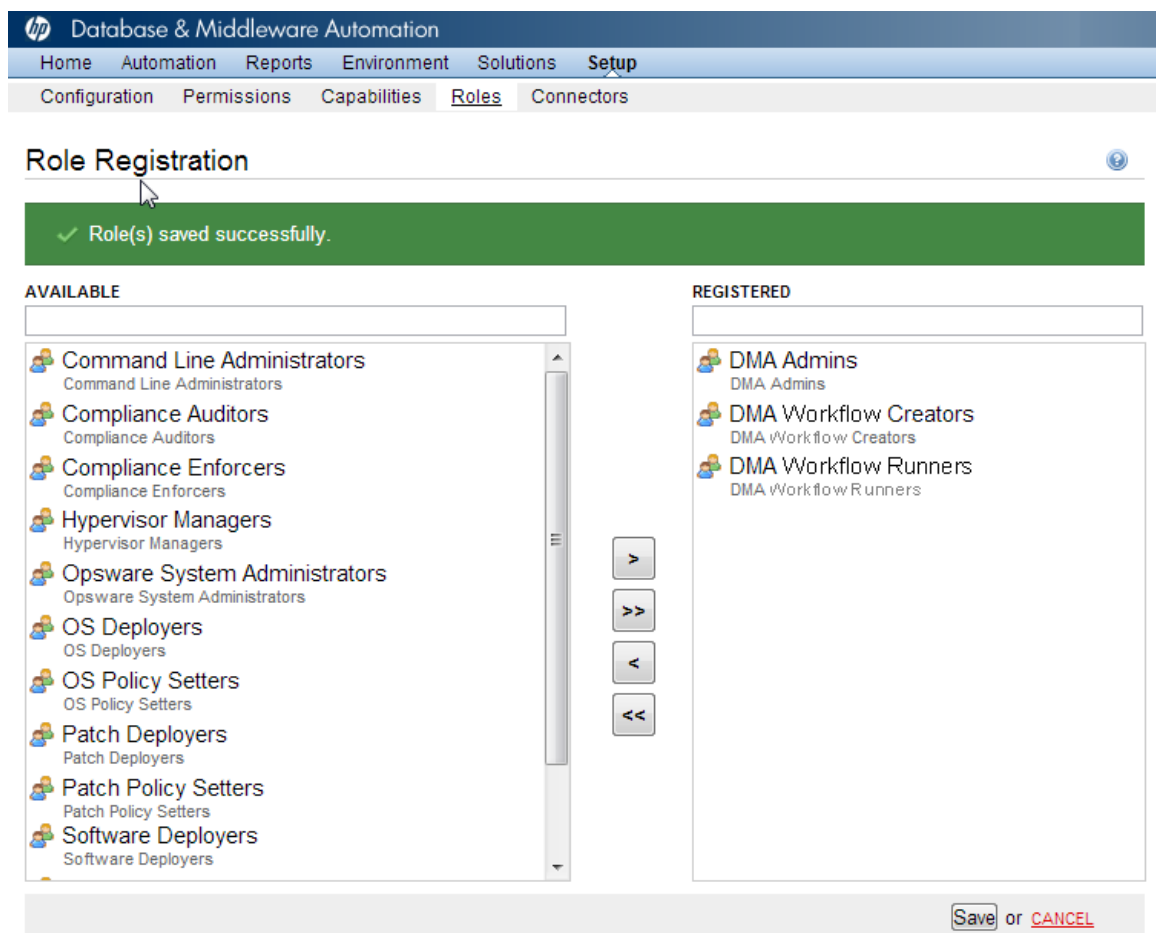 hp Database & Middleware Automation
Home Automation Reports Environment Solutions Setup
Configuration Permissions Capabilities Roles Connectors
Role Registration
?
Role(s) saved successfully.
AVAILABLE
Command Line Administrators
Command Line Administrators
Compliance Auditors
Compliance Auditors
Compliance Enforcers
Compliance Enforcers
Hypervisor Managers
Hypervisor Managers
Opsware System Administrators
Opsware System Administrators
OS Deployers
OS Deployers
OS Policy Setters
OS Policy Setters
Patch Deployers
Patch Deployers
Patch Policy Setters
Patch Policy Setters
Software Deployers
Software Deployers
>
>>
<
<<
REGISTERED
DMA Admins
DMA Admins
DMA Workflow Creators
DMA Workflow Creators
DMA Workflow Runners
DMA Workflow Runners
Save or CANCEL